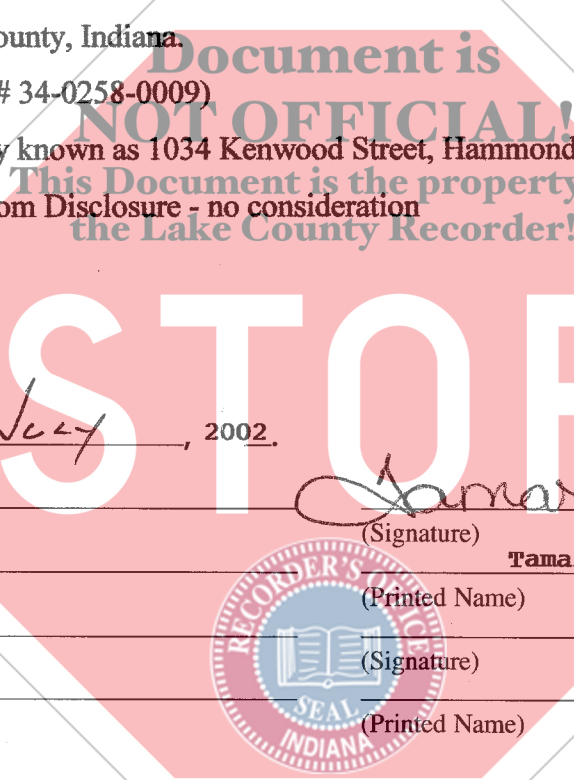 ounty, Indiana.
Document is
# 34-0258-0009)
NOT OFFICIAL!
y known as 1034 Kenwood Street, Hammond
This Document is the property
om Disclosure - no consideration
the Lake County Recorder!
STOP
July, 2002.
Tamar
(Signature)
Tama
(Printed Name)
(Signature)
(Printed Name)
RECORDER'S OFFICE
SEAL
INDIANA